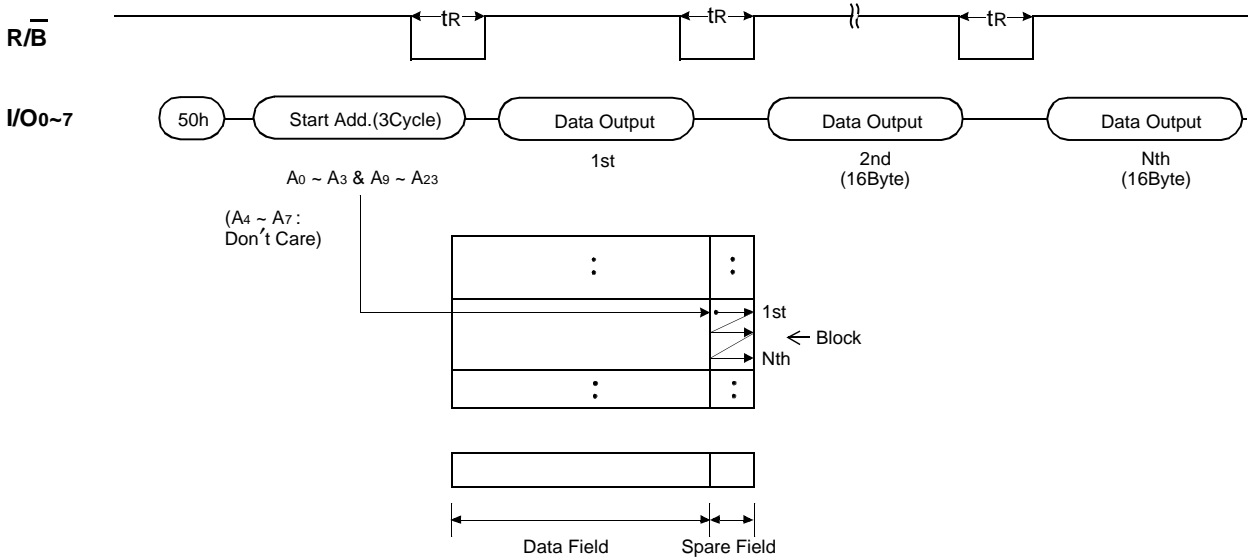 tR tR tR
R/B
I/O0~7 50h Start Add.(3Cycle) Data Output Data Output Data Output
1st 2nd Nth
(16Byte) (16Byte)
A0 ~ A3 & A9 ~ A23
(A4 ~ A7 :
Don't Care)
1st
Block
Nth
Data Field Spare Field